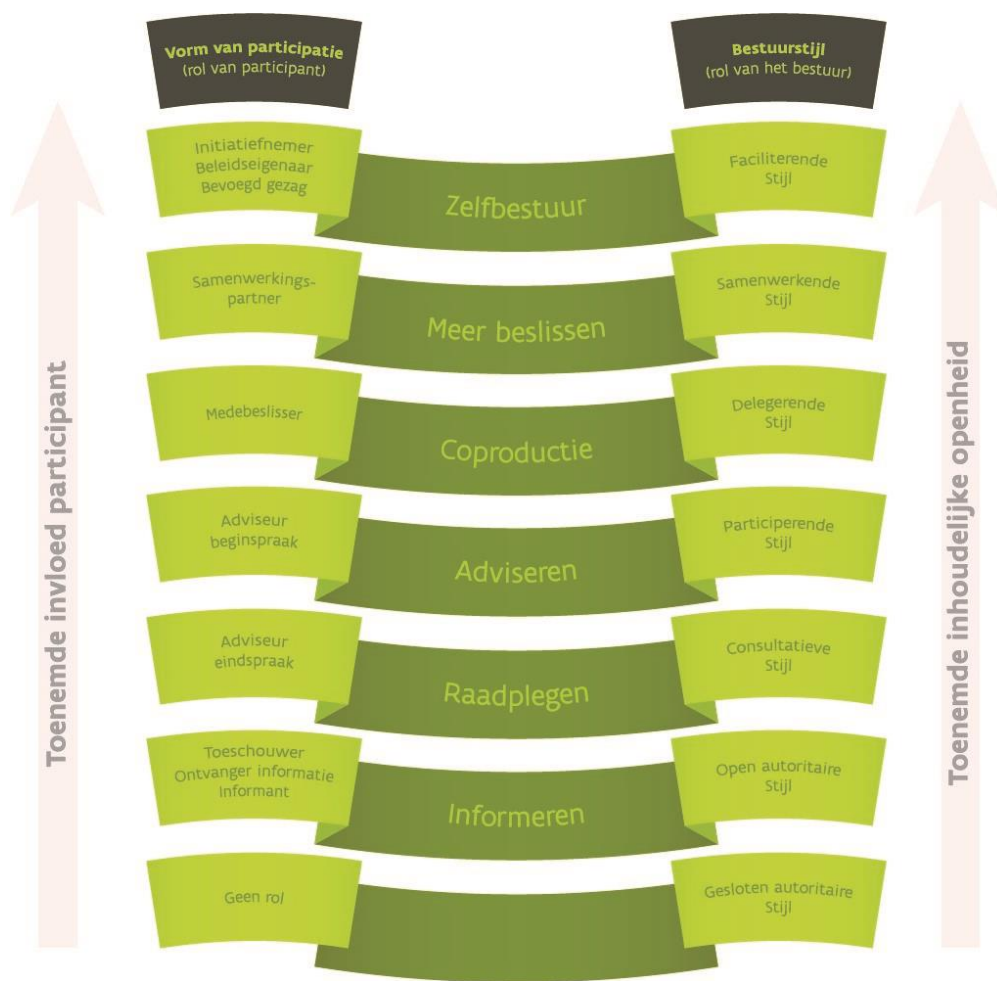 Vorm van participatie
(rol van participant)
Bestuurstijl
(rol van het bestuur)
Initiatiefnemer
Beleidseigenaar
Bevoegd gezag
Zelfbestuur
Faciliterende
Stijl
Samenwerkings-
partner
Meer beslissen
Samenwerkende
Stijl
Medebeslisser
Coproductie
Delegerende
Stijl
Adviseur
beginspraak
Adviseren
Participerende
Stijl
Adviseur
eindspraak
Raadplegen
Consultatieve
Stijl
Toeschouwer
Ontvanger informatie
Informant
Informeren
Open autoritaire
Stijl
Geen rol
Gesloten autoritaire
Stijl
Toenemde invloed participant
Toenemde inhoudelijke openheid